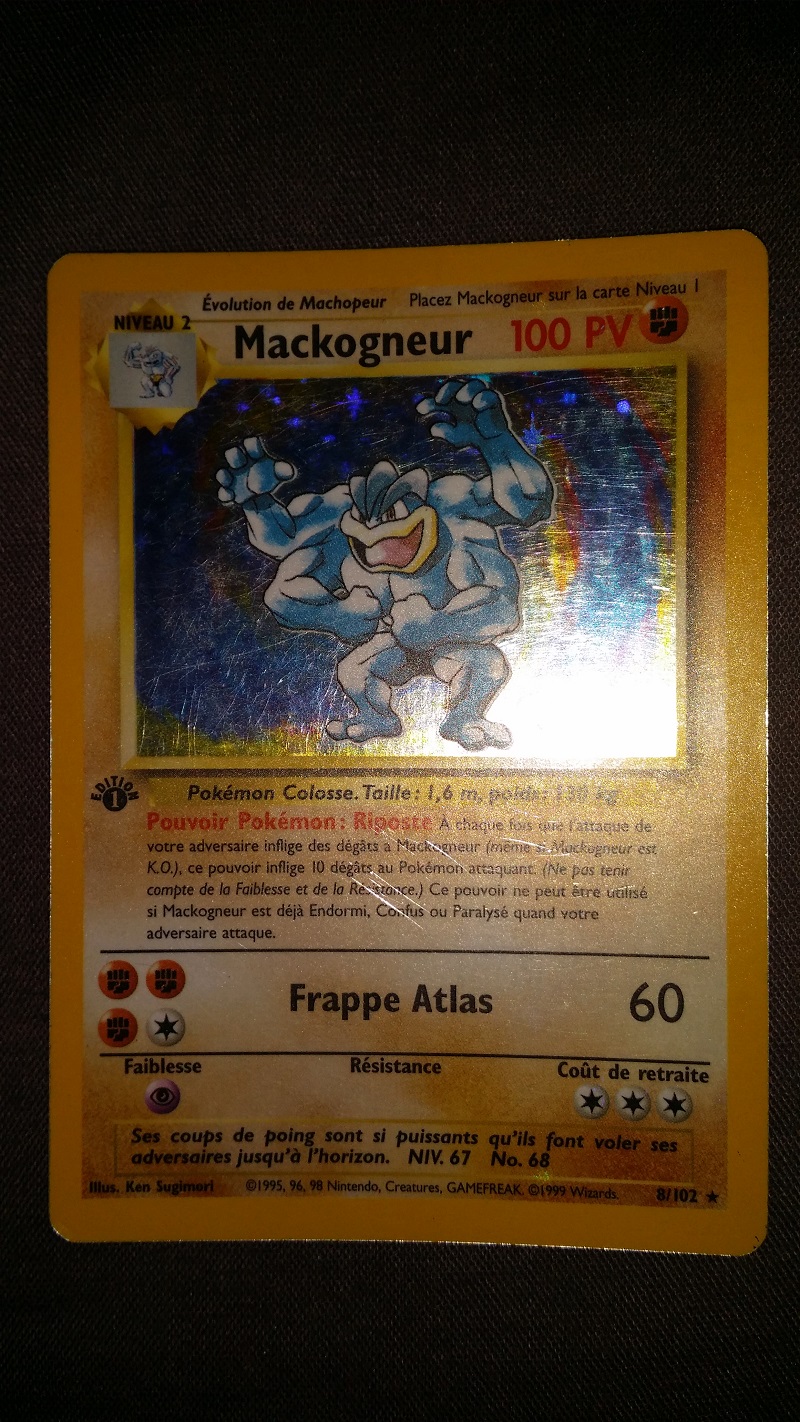 Évolution de Machopeur Placez Mackogneur sur la carte Niveau 1
NIVEAU 2
Mackogneur 100 PV
EDITION
1
Pokémon Colosse. Taille: 1,6 m, poids: 130 kg
Pouvoir Pokémon: Riposte À chaque fois que l'attaque de
votre adversaire inflige des dégâts à Mackogneur (même si Mackogneur est
K.O.), ce pouvoir inflige 10 dégâts au Pokémon attaquant. (Ne pas tenir
compte de la Faiblesse et de la Résistance.) Ce pouvoir ne peut être utilisé
si Mackogneur est déjà Endormi, Confus ou Paralysé quand votre
adversaire attaque.
Frappe Atlas 60
Faiblesse Résistance Coût de retraite
Ses coups de poing sont si puissants qu'ils font voler ses
adversaires jusqu'à l'horizon. NIV. 67 No. 68
Illus. Ken Sugimori ©1995, 96, 98 Nintendo, Creatures, GAMEFREAK. ©1999 Wizards. 8/102